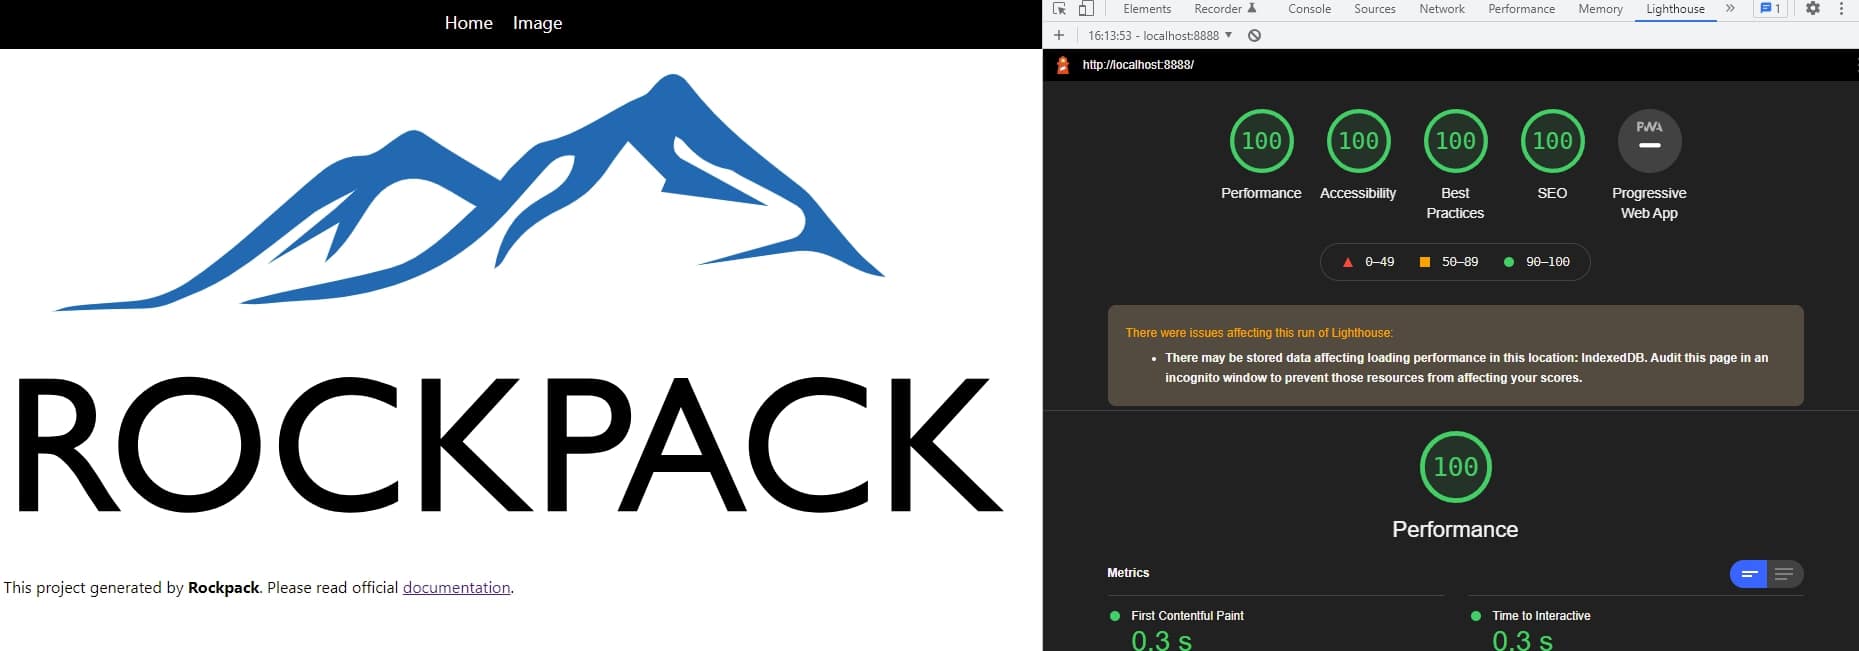 Home Image
ROCKPACK
This project generated by Rockpack. Please read official documentation.
Elements Recorder Console Sources Network Performance Memory Lighthouse » 1
+ 16:13:53 - localhost:8888
http://localhost:8888/
100 100 100 100 PWA
Performance Accessibility Best Practices SEO Progressive Web App
0–49 50–89 90–100
There were issues affecting this run of Lighthouse:
• There may be stored data affecting loading performance in this location: IndexedDB. Audit this page in an
incognito window to prevent those resources from affecting your scores.
100
Performance
Metrics
First Contentful Paint Time to Interactive
0.3 s 0.3 s